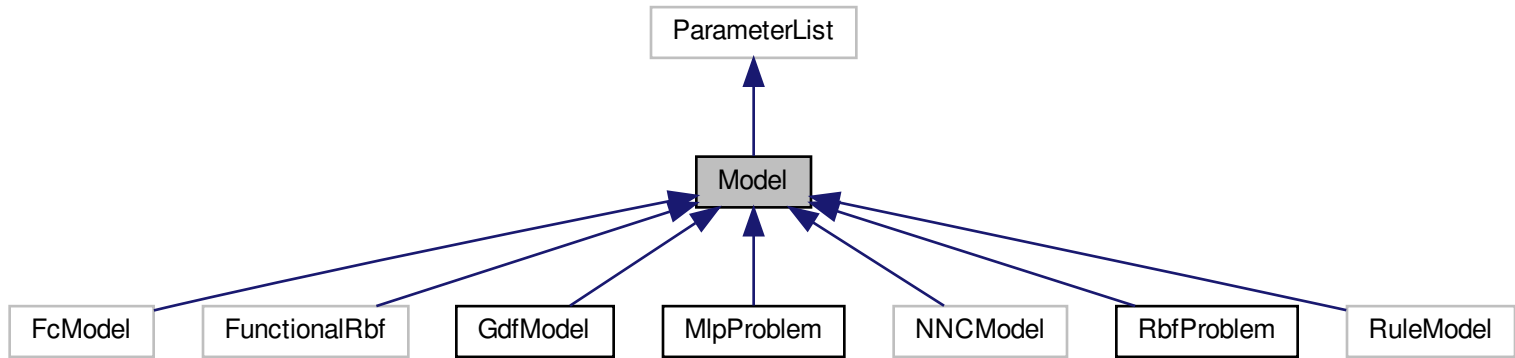 ParameterList
Model
FcModel
FunctionalRbf
GdfModel
MlpProblem
NNCModel
RbfProblem
RuleModel